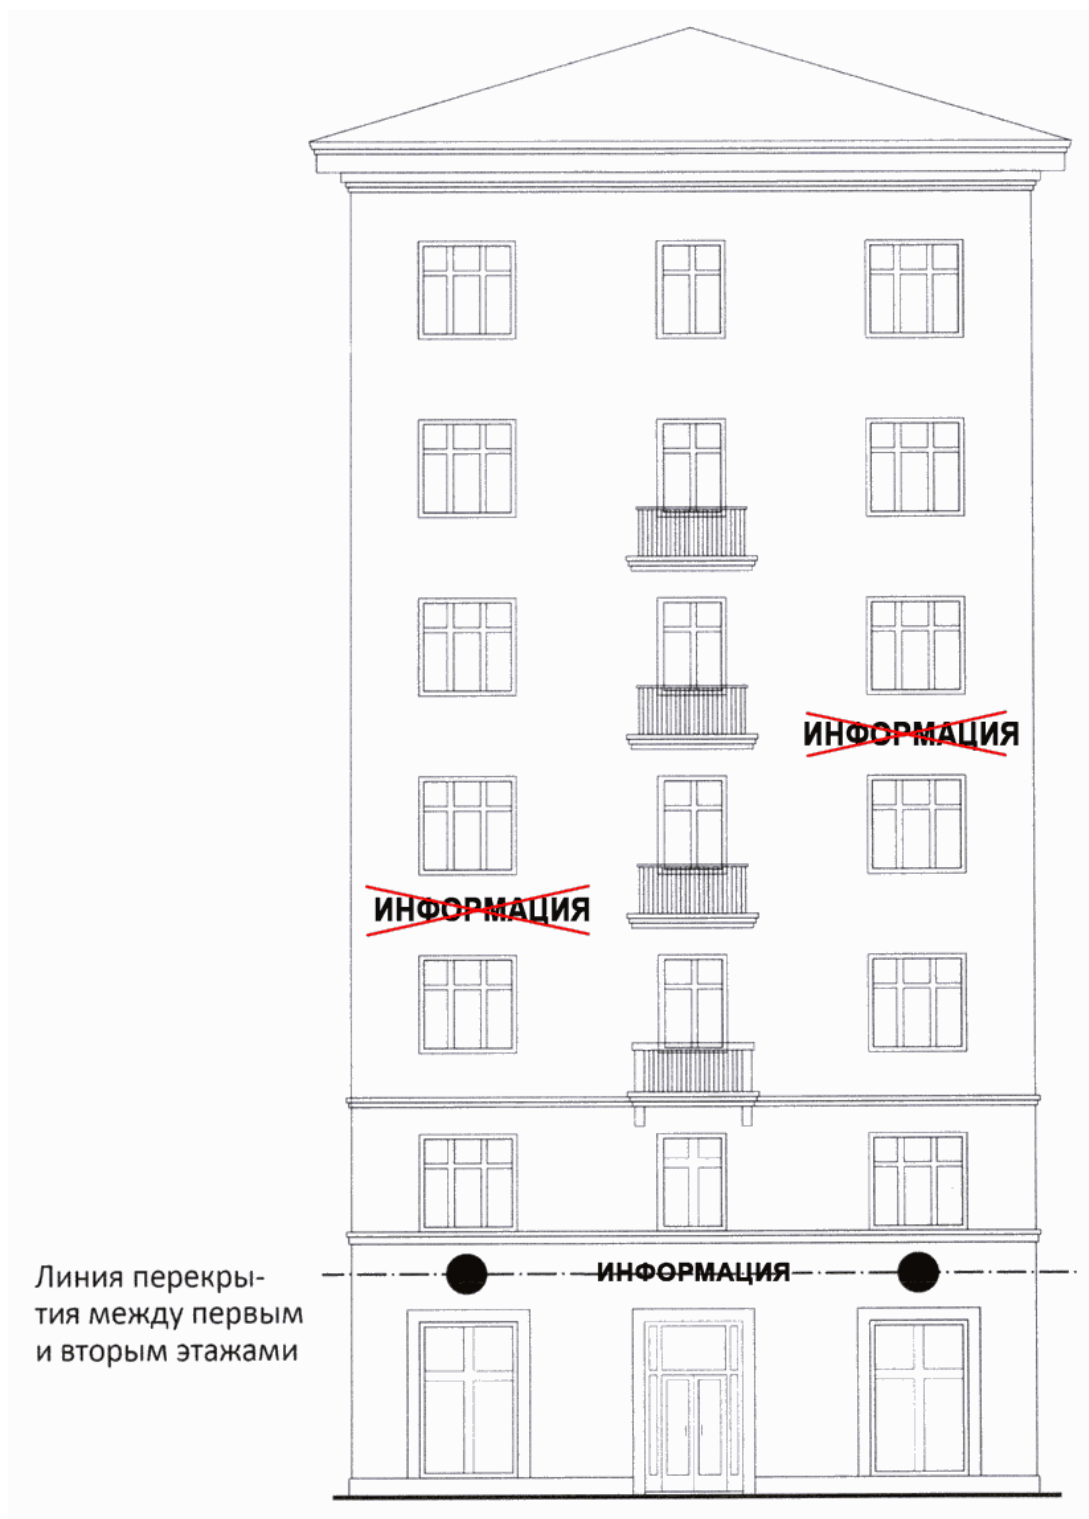 ИНФОРМАЦИЯ
ИНФОРМАЦИЯ
Линия перекры-
тия между первым
и вторым этажами
ИНФОРМАЦИЯ